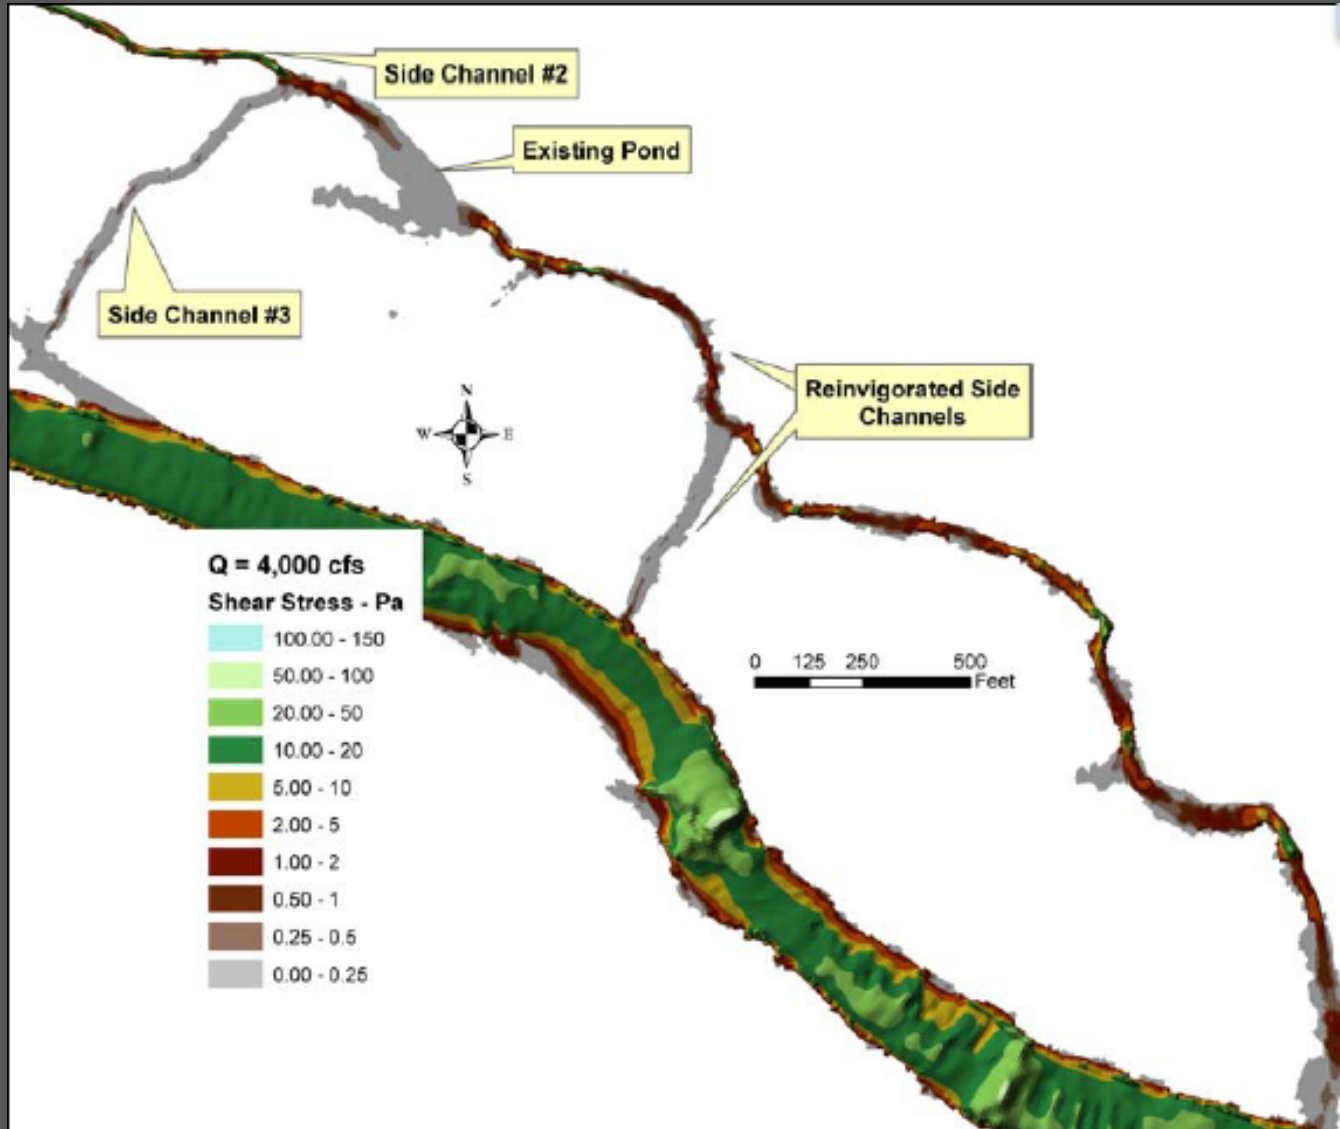 Side Channel #2
Existing Pond
Side Channel #3
Reinvigorated Side
Channels
N
W E
S
Q = 4,000 cfs
Shear Stress - Pa
100.00 - 150
50.00 - 100
20.00 - 50
10.00 - 20
5.00 - 10
2.00 - 5
1.00 - 2
0.50 - 1
0.25 - 0.5
0.00 - 0.25
0 125 250 500
Feet